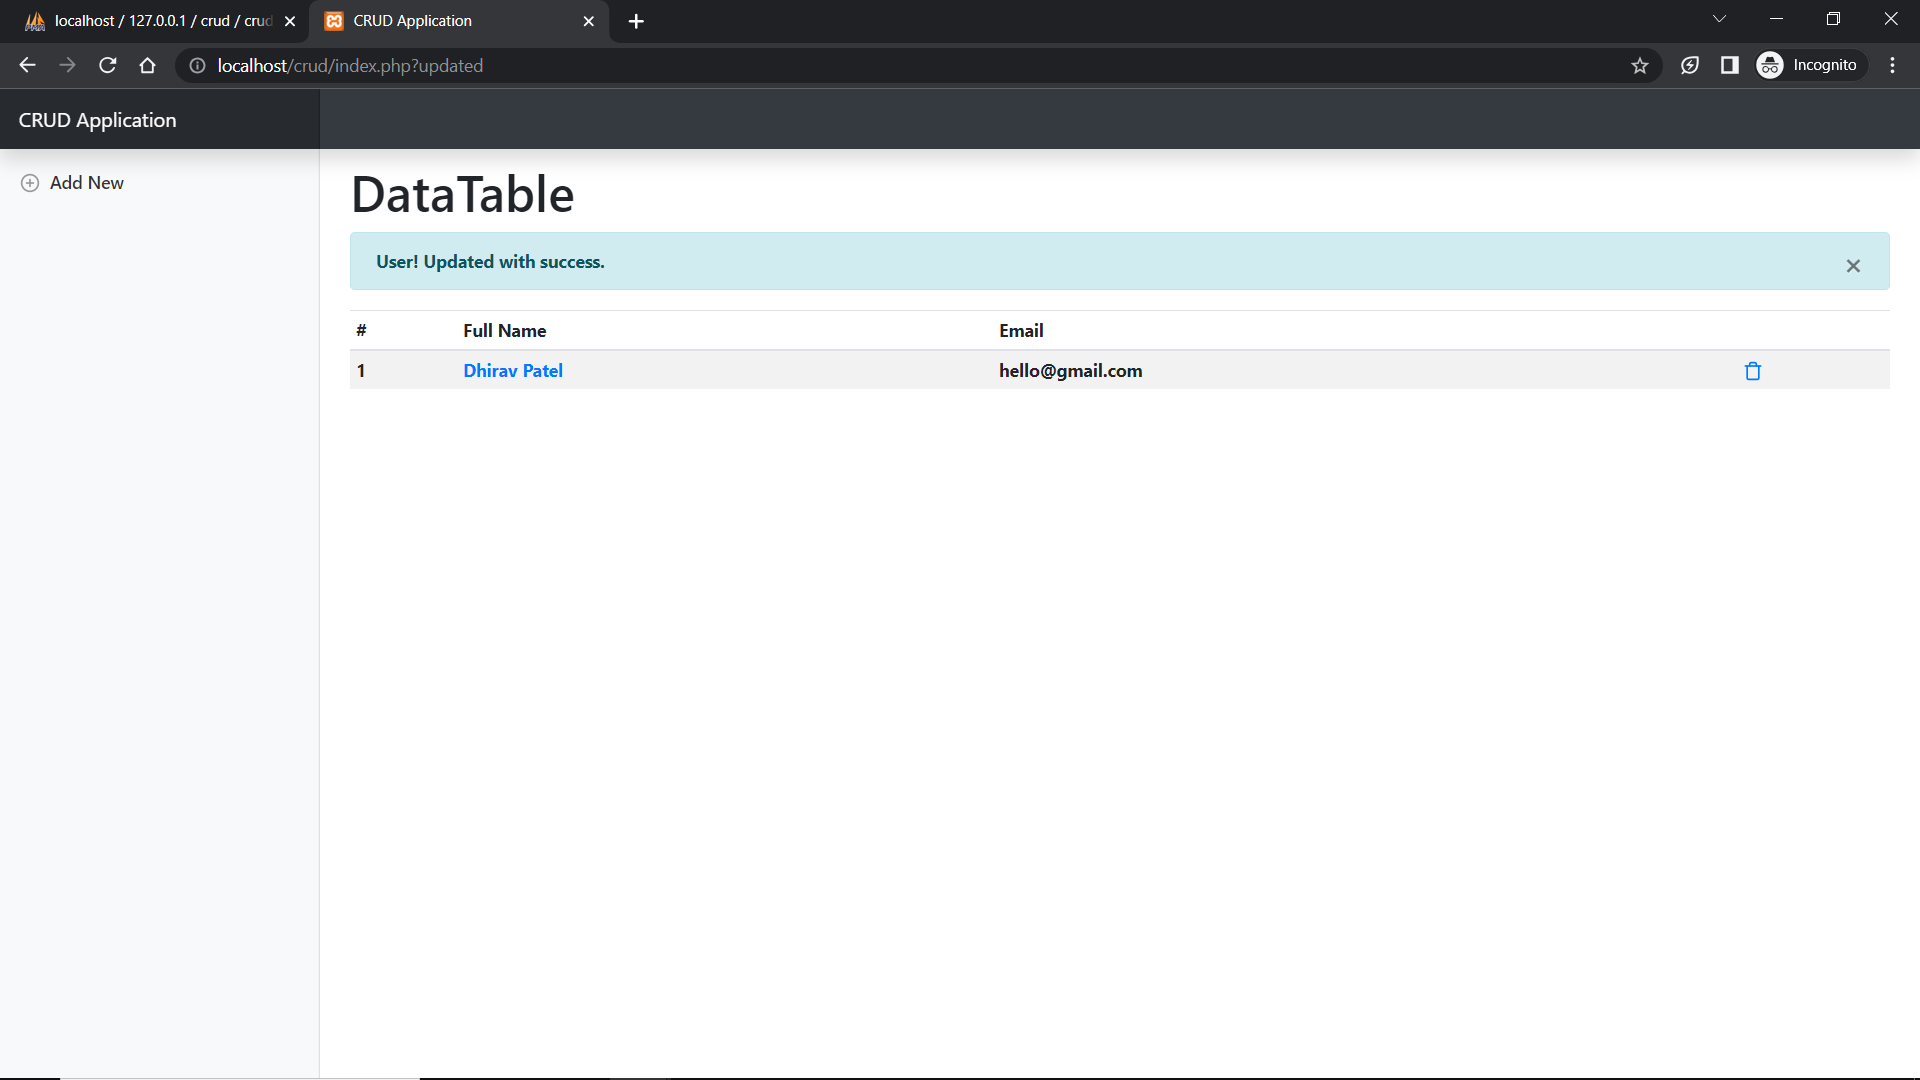 localhost / 127.0.0.1 / crud / crud
CRUD Application
Incognito
localhost/crud/index.php?updated
CRUD Application
Add New
DataTable
User! Updated with success.
# Full Name Email
1 Dhirav Patel hello@gmail.com